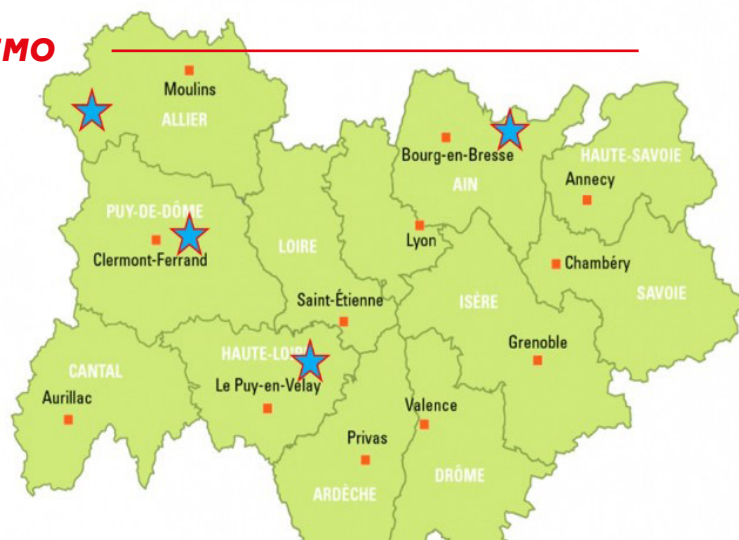 Moulins
ALLIER
Bourg-en-Bresse
AIN
HAUTE-SAVOIE
Annecy
PUY-DE-DÔME
Clermont-Ferrand
LOIRE
Lyon
Chambéry
SAVOIE
Saint-Étienne
ISÈRE
Grenoble
CANTAL
Aurillac
Le Puy-en-Velay
Valence
Privas
ARDÈCHE
DRÔME